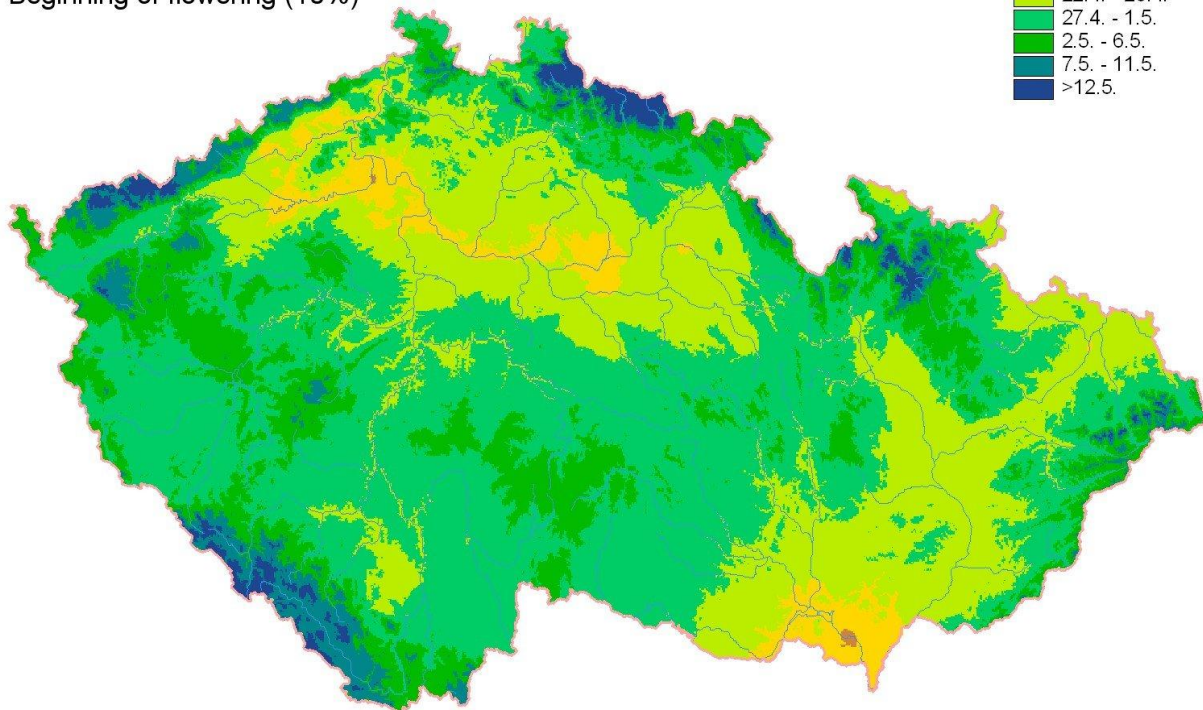 Beginning of flowering (10%)
27.4. - 1.5.
2.5. - 6.5.
7.5. - 11.5.
>12.5.